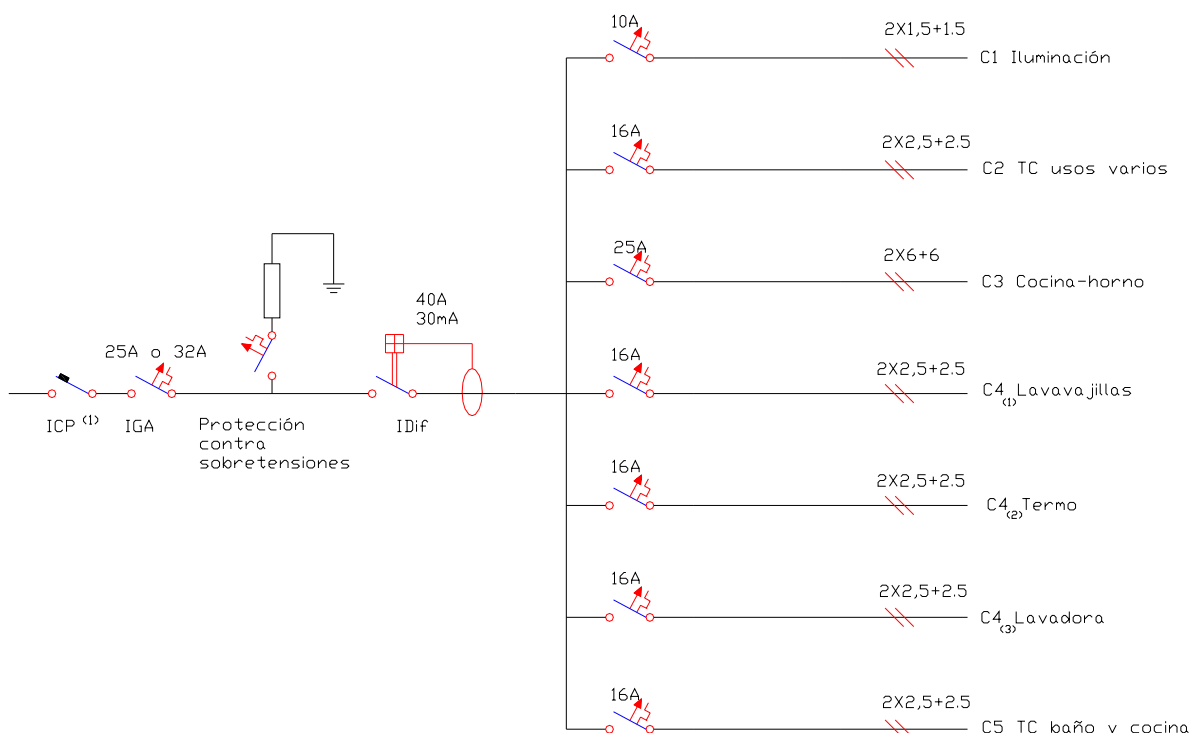 10A
2X1,5+1.5
C1 Iluminación
16A
2X2,5+2.5
C2 TC usos varios
25A
2X6+6
C3 Cocina-horno
40A
30mA
25A o 32A
16A
2X2,5+2.5
C4(1) Lavavajillas
ICP (1)
IGA
Protección
contra
sobretensiones
IDif
16A
2X2,5+2.5
C4(2) Termo
16A
2X2,5+2.5
C4(3) Lavadora
16A
2X2,5+2.5
C5 TC baño y cocina